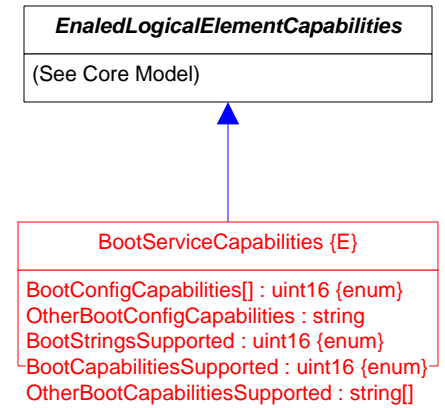 EnaledLogicalElementCapabilities
(See Core Model)
BootServiceCapabilities {E}
BootConfigCapabilities[] : uint16 {enum}
OtherBootConfigCapabilities : string
BootStringsSupported : uint16 {enum}
BootCapabilitiesSupported : uint16 {enum}
OtherBootCapabilitiesSupported : string[]